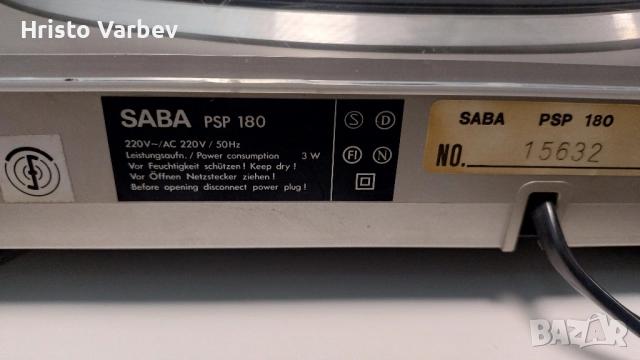 Hristo Varbev
SABA PSP 180
220V~/AC 220V / 50Hz
Leistungsaufn. / Power consumption 3 W
Vor Feuchtigkeit schützen ! Keep dry !
Vor Öffnen Netzstecker ziehen !
Before opening disconnect power plug !
S D
FI N
SABA PSP 180
NO. 15632
BAZAR